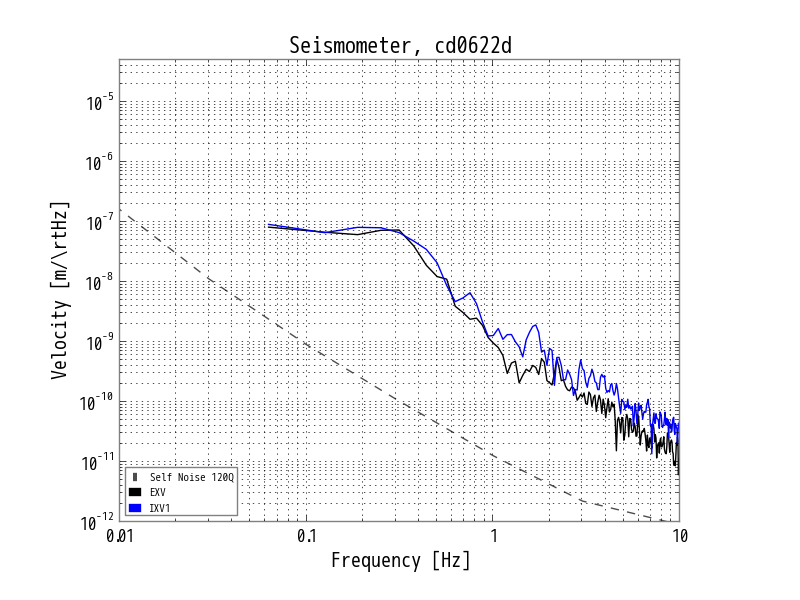 Seismometer, cd0622d
Velocity [m/\rtHz]
10^-5
10^-6
10^-7
10^-8
10^-9
10^-10
10^-11
10^-12
Self Noise 120Q
EXV
IXV1
0.01 0.1 1 10
Frequency [Hz]